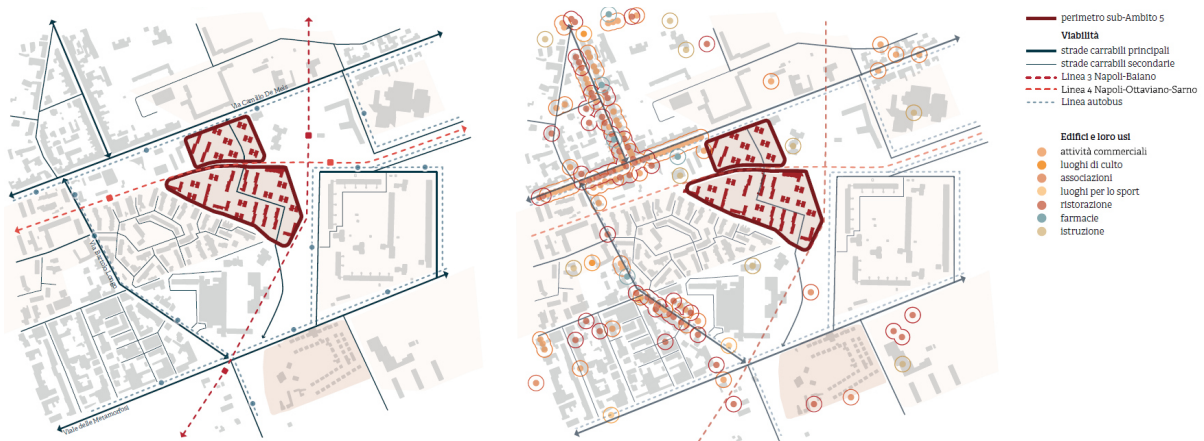 Via Camillo De Meis
Viale delle Metamorfosi
perimetro sub-Ambito 5
Viabilità
strade carrabili principali
strade carrabili secondarie
Linea 3 Napoli-Baiano
Linea 4 Napoli-Ottaviano-Sarno
Linea autobus
Edifici e loro usi
attività commerciali
luoghi di culto
associazioni
luoghi per lo sport
ristorazione
farmacie
istruzione